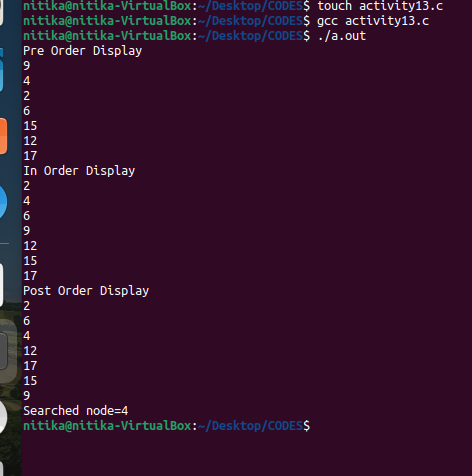 nitika@nitika-VirtualBox:~/Desktop/CODES$ touch activity13.c
nitika@nitika-VirtualBox:~/Desktop/CODES$ gcc activity13.c
nitika@nitika-VirtualBox:~/Desktop/CODES$ ./a.out
Pre Order Display
9
4
2
6
15
12
17
In Order Display
2
4
6
9
12
15
17
Post Order Display
2
6
4
12
17
15
9
Searched node=4
nitika@nitika-VirtualBox:~/Desktop/CODES$